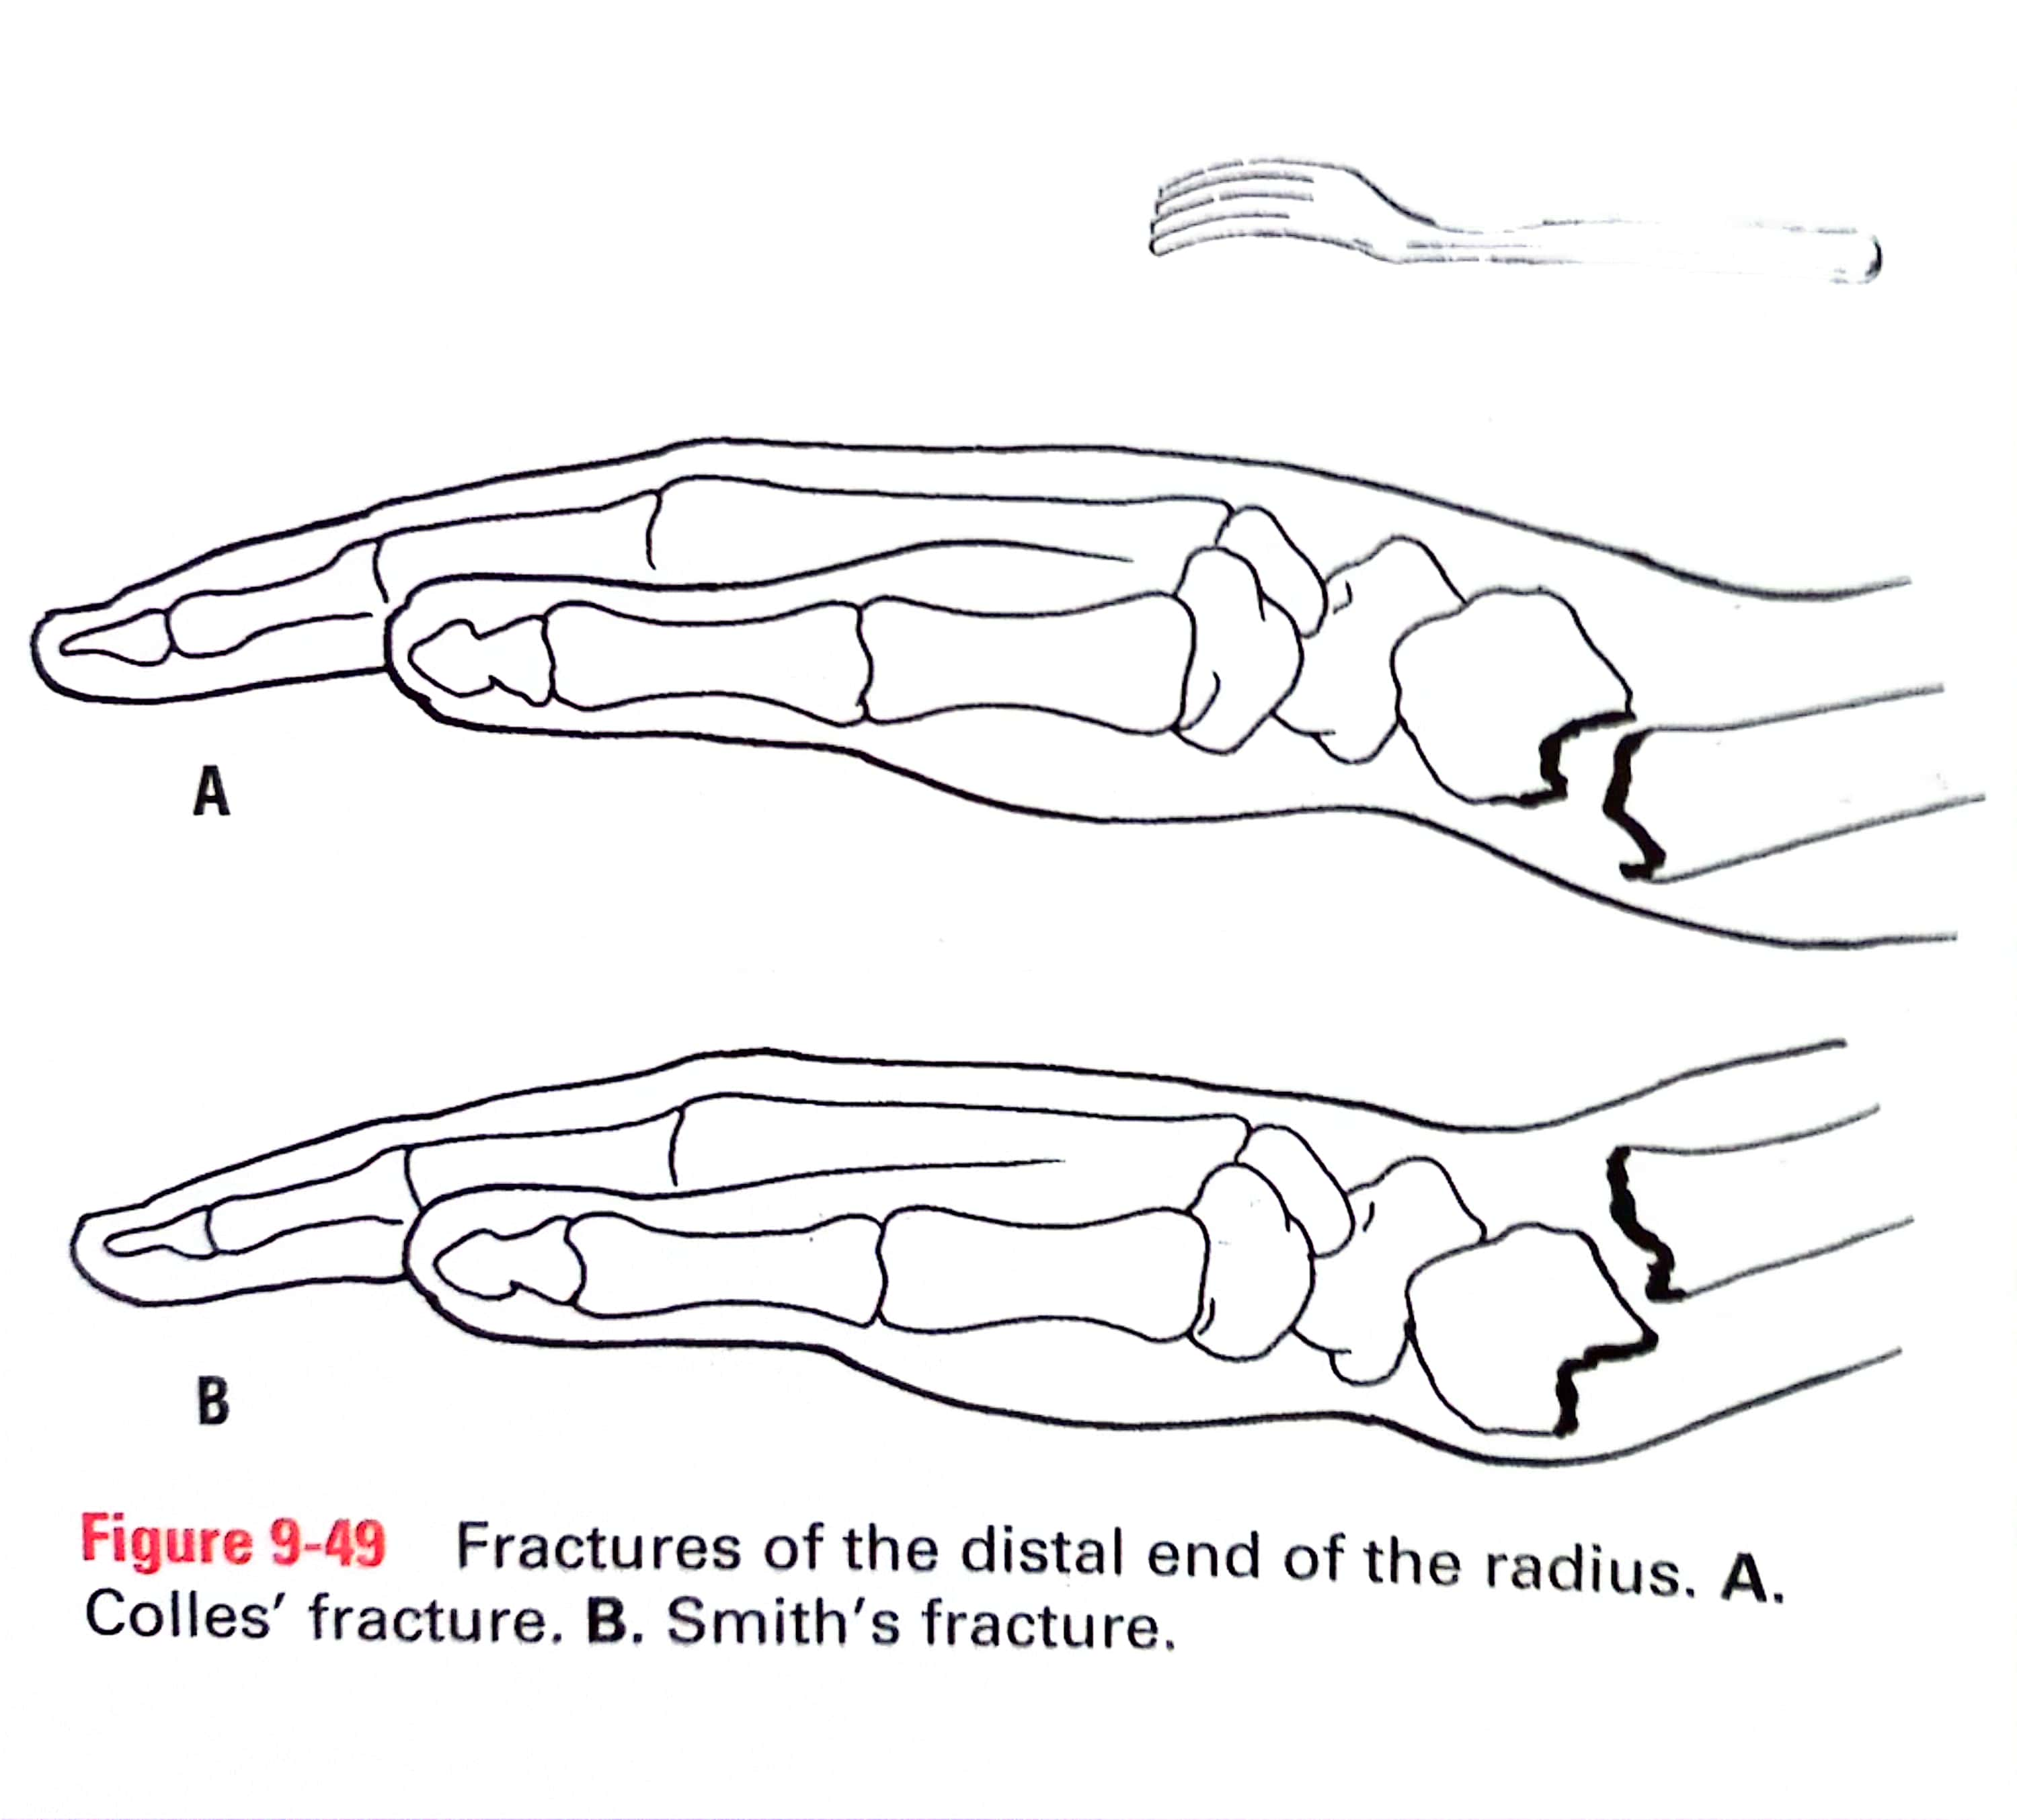 A
B
Figure 9-49 Fractures of the distal end of the radius. A.
Colles' fracture. B. Smith's fracture.